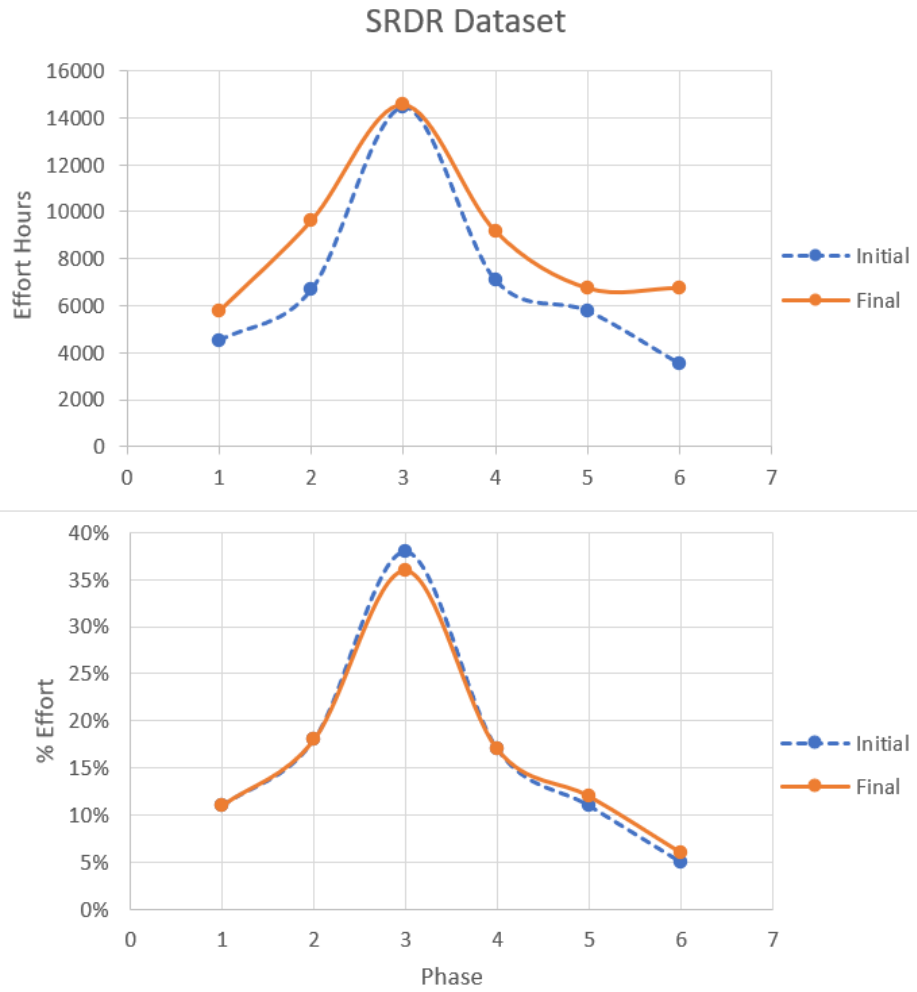 SRDR Dataset
16000
14000
12000
10000
8000
6000
4000
2000
0
Effort Hours
0 1 2 3 4 5 6 7
Initial
Final
40%
35%
30%
25%
20%
15%
10%
5%
0%
% Effort
0 1 2 3 4 5 6 7
Phase
Initial
Final